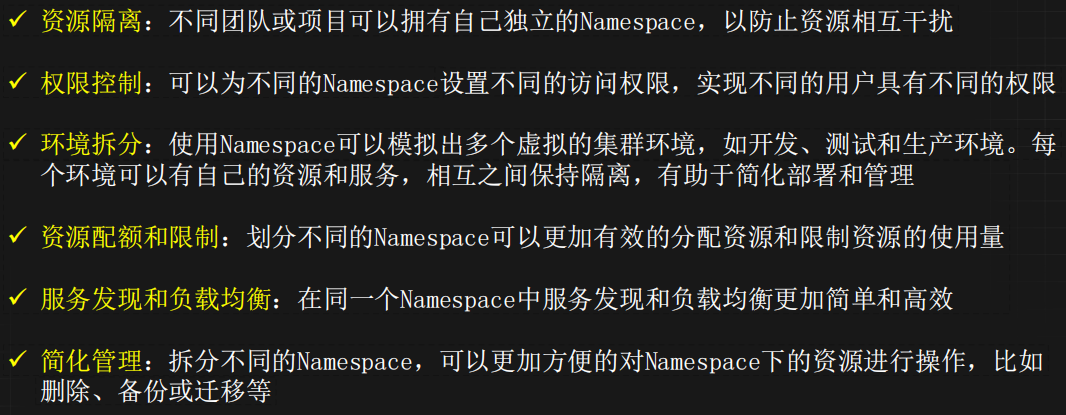 ✓ 资源隔离：不同团队或项目可以拥有自己独立的Namespace，以防止资源相互干扰
✓ 权限控制：可以为不同的Namespace设置不同的访问权限，实现不同的用户具有不同的权限
✓ 环境拆分：使用Namespace可以模拟出多个虚拟的集群环境，如开发、测试和生产环境。每
个环境可以有自己的资源和服务，相互之间保持隔离，有助于简化部署和管理
✓ 资源配额和限制：划分不同的Namespace可以更加有效的分配资源和限制资源的使用量
✓ 服务发现和负载均衡：在同一个Namespace中服务发现和负载均衡更加简单和高效
✓ 简化管理：拆分不同的Namespace，可以更加方便的对Namespace下的资源进行操作，比如
删除、备份或迁移等